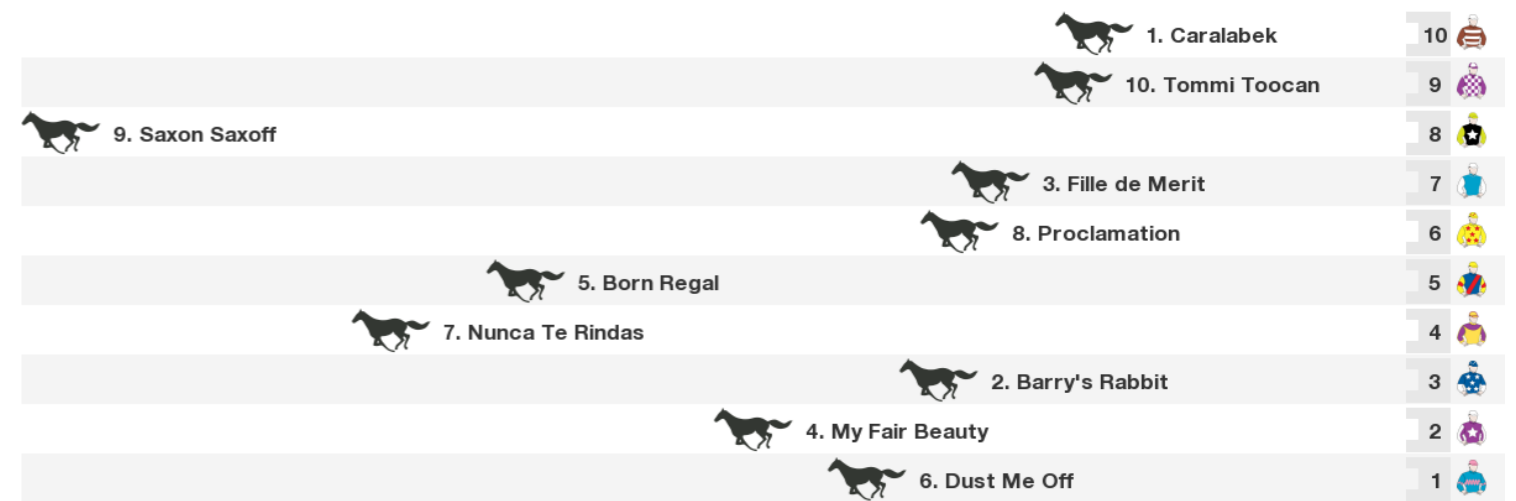 1. Caralabek 10
10. Tommi Toocan 9
9. Saxon Saxoff 8
3. Fille de Merit 7
8. Proclamation 6
5. Born Regal 5
7. Nunca Te Rindas 4
2. Barry's Rabbit 3
4. My Fair Beauty 2
6. Dust Me Off 1